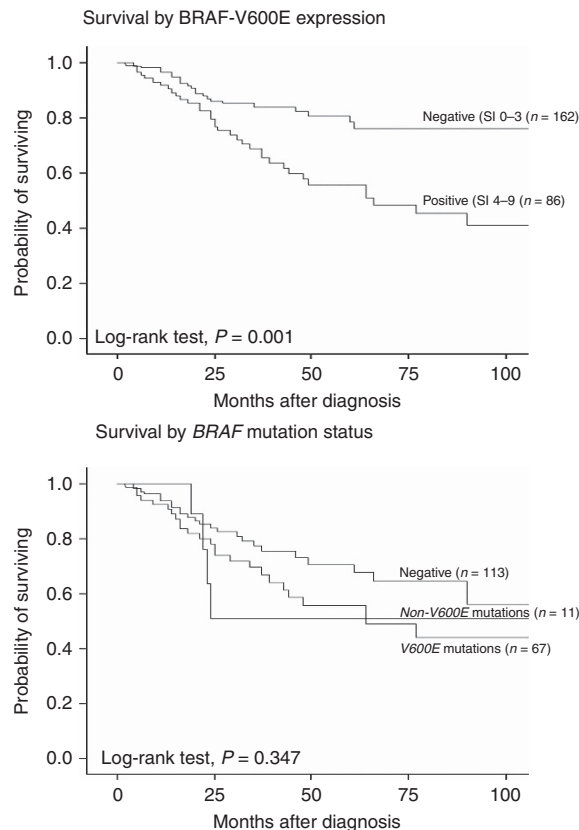 Survival by BRAF-V600E expression
Probability of surviving
1.0
0.8
0.6
0.4
0.2
0.0
Negative (SI 0–3 (n = 162)
Positive (SI 4–9 (n = 86)
Log-rank test, P = 0.001
0 25 50 75 100
Months after diagnosis
Survival by BRAF mutation status
Probability of surviving
1.0
0.8
0.6
0.4
0.2
0.0
Negative (n = 113)
Non-V600E mutations (n = 11)
V600E mutations (n = 67)
Log-rank test, P = 0.347
0 25 50 75 100
Months after diagnosis